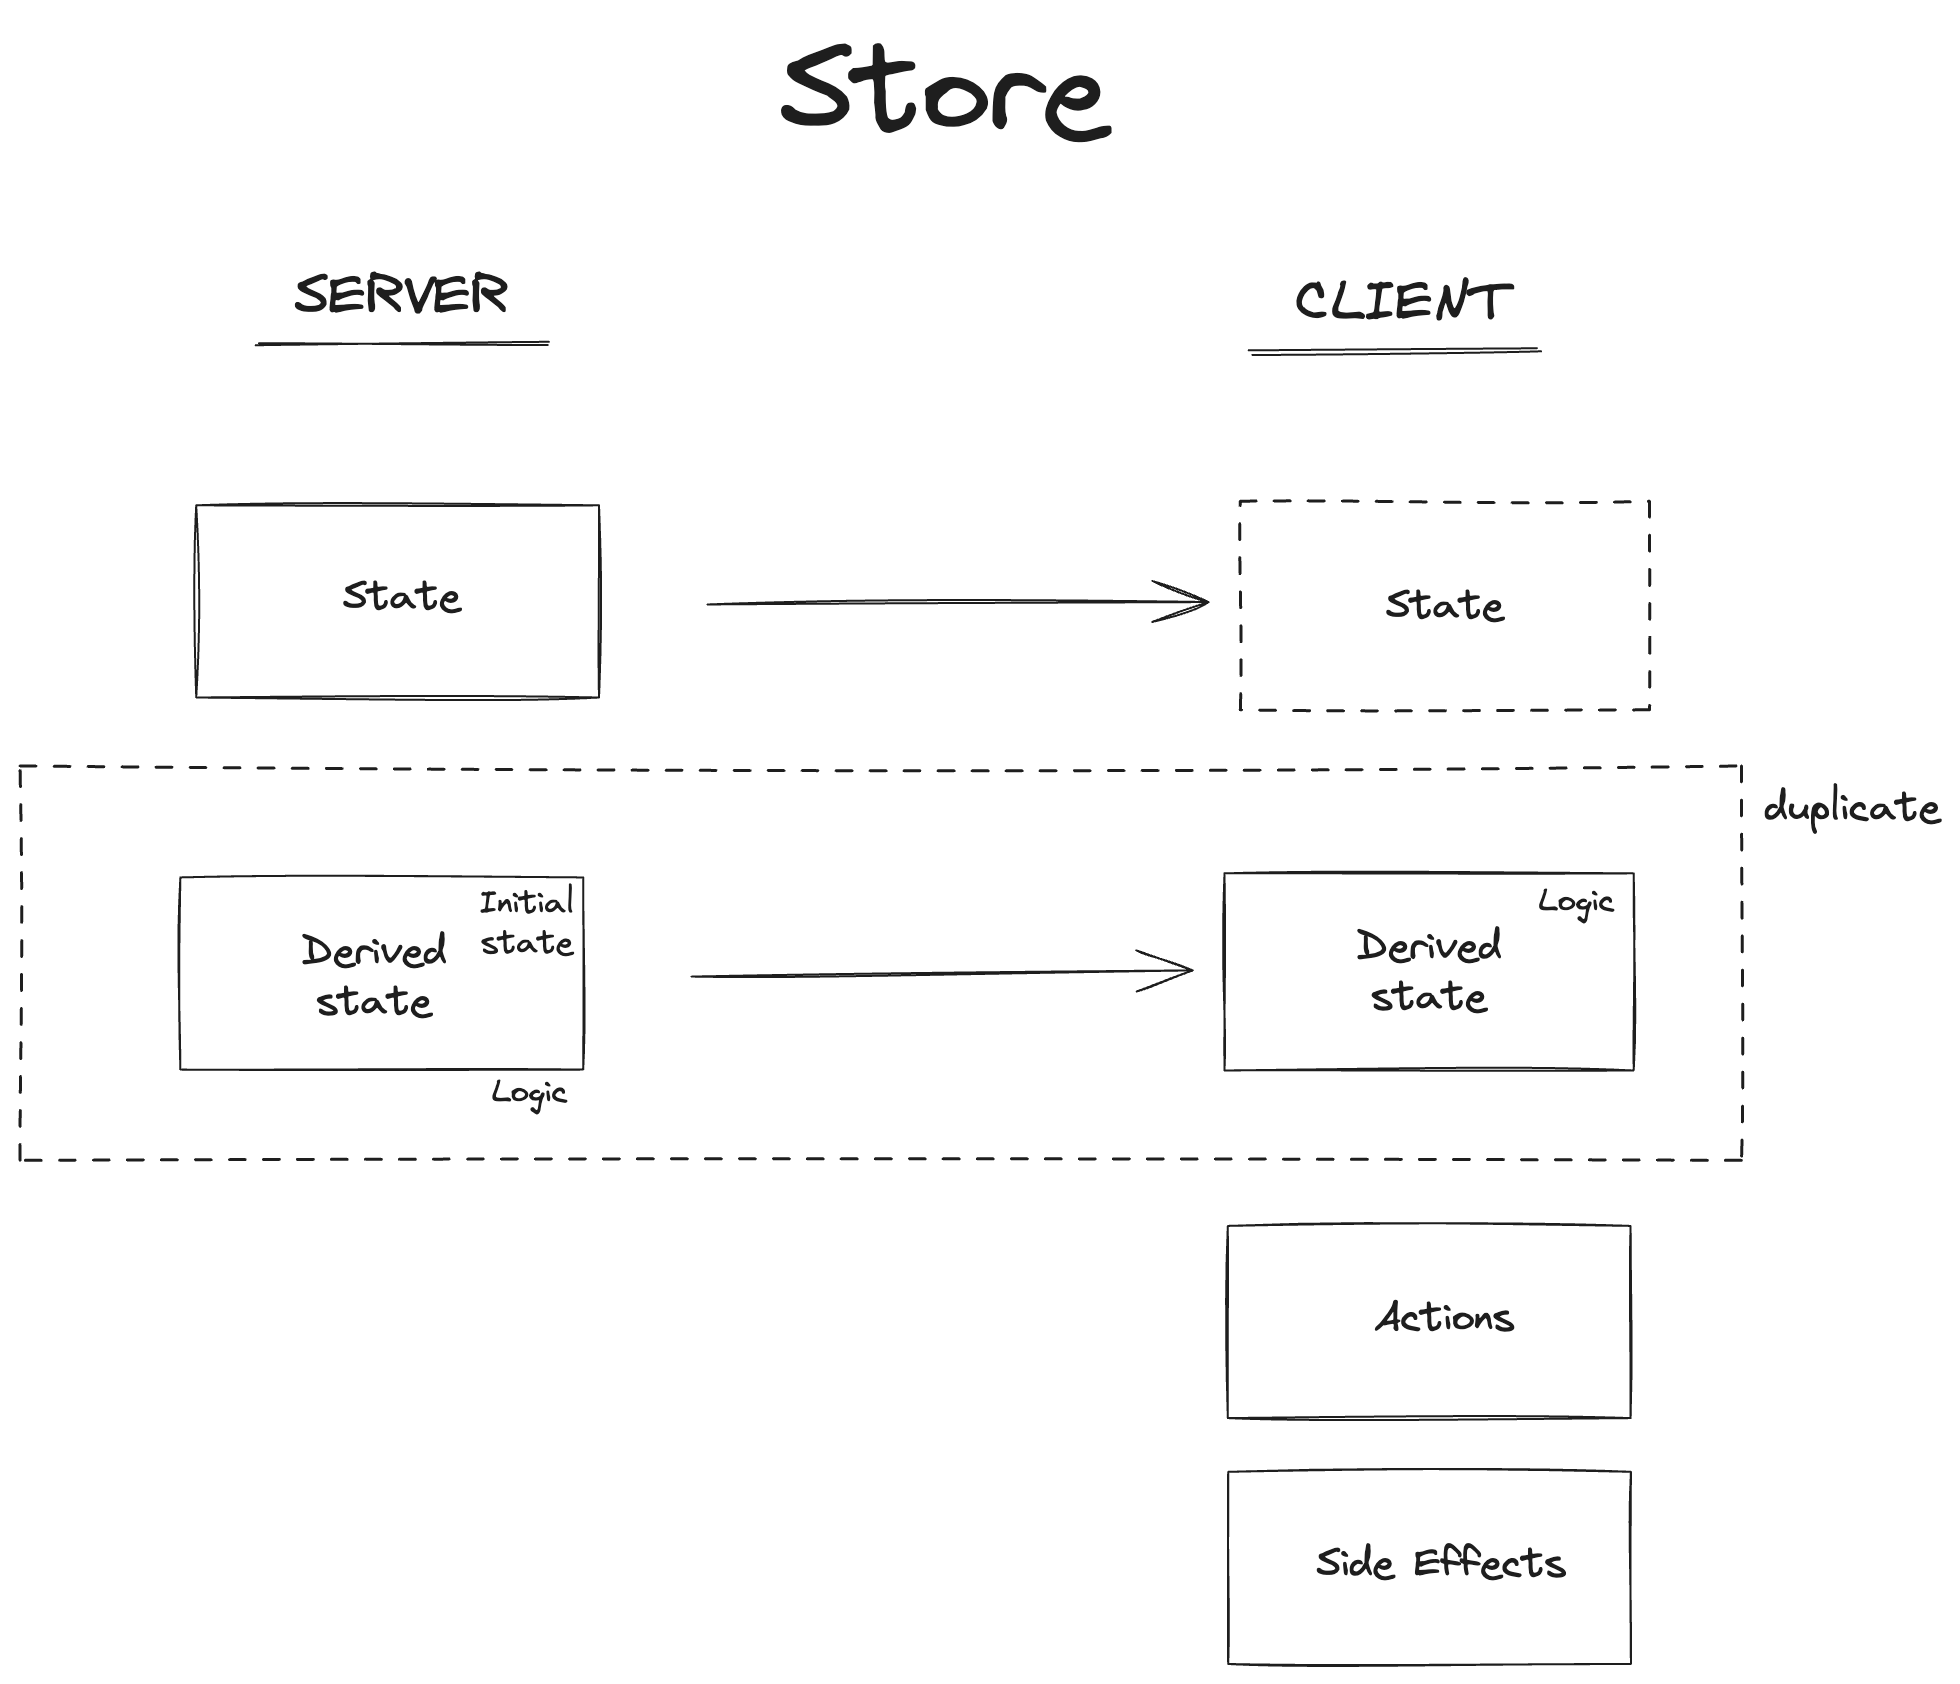 Store
SERVER
CLIENT
State
State
duplicate
Initial
state
Derived
state
Logic
Logic
Derived
state
Actions
Side Effects